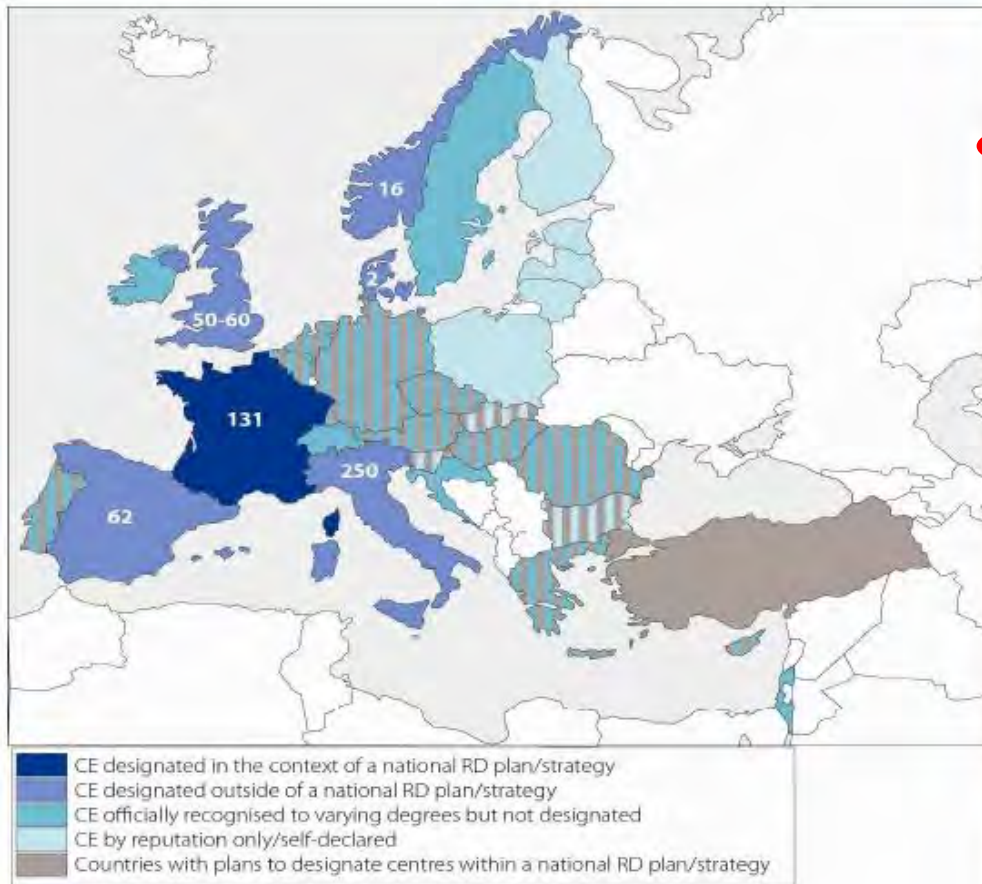 16
2
50-60
131
250
62
CE designated in the context of a national RD plan/strategy
CE designated outside of a national RD plan/strategy
CE officially recognised to varying degrees but not designated
CE by reputation only/self-declared
Countries with plans to designate centres within a national RD plan/strategy